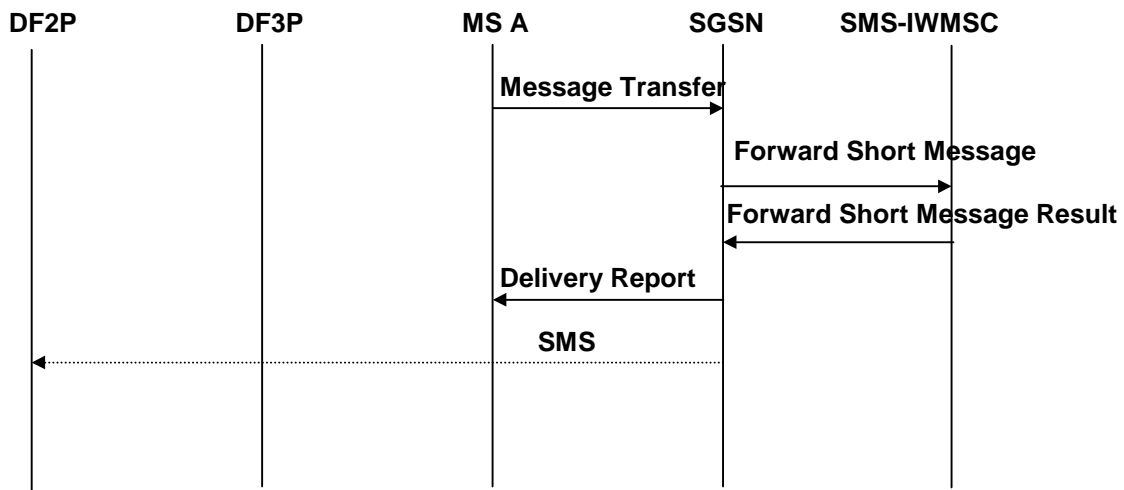 DF2P DF3P MS A SGSN SMS-IWMSC
Message Transfer
Forward Short Message
Forward Short Message Result
Delivery Report
SMS